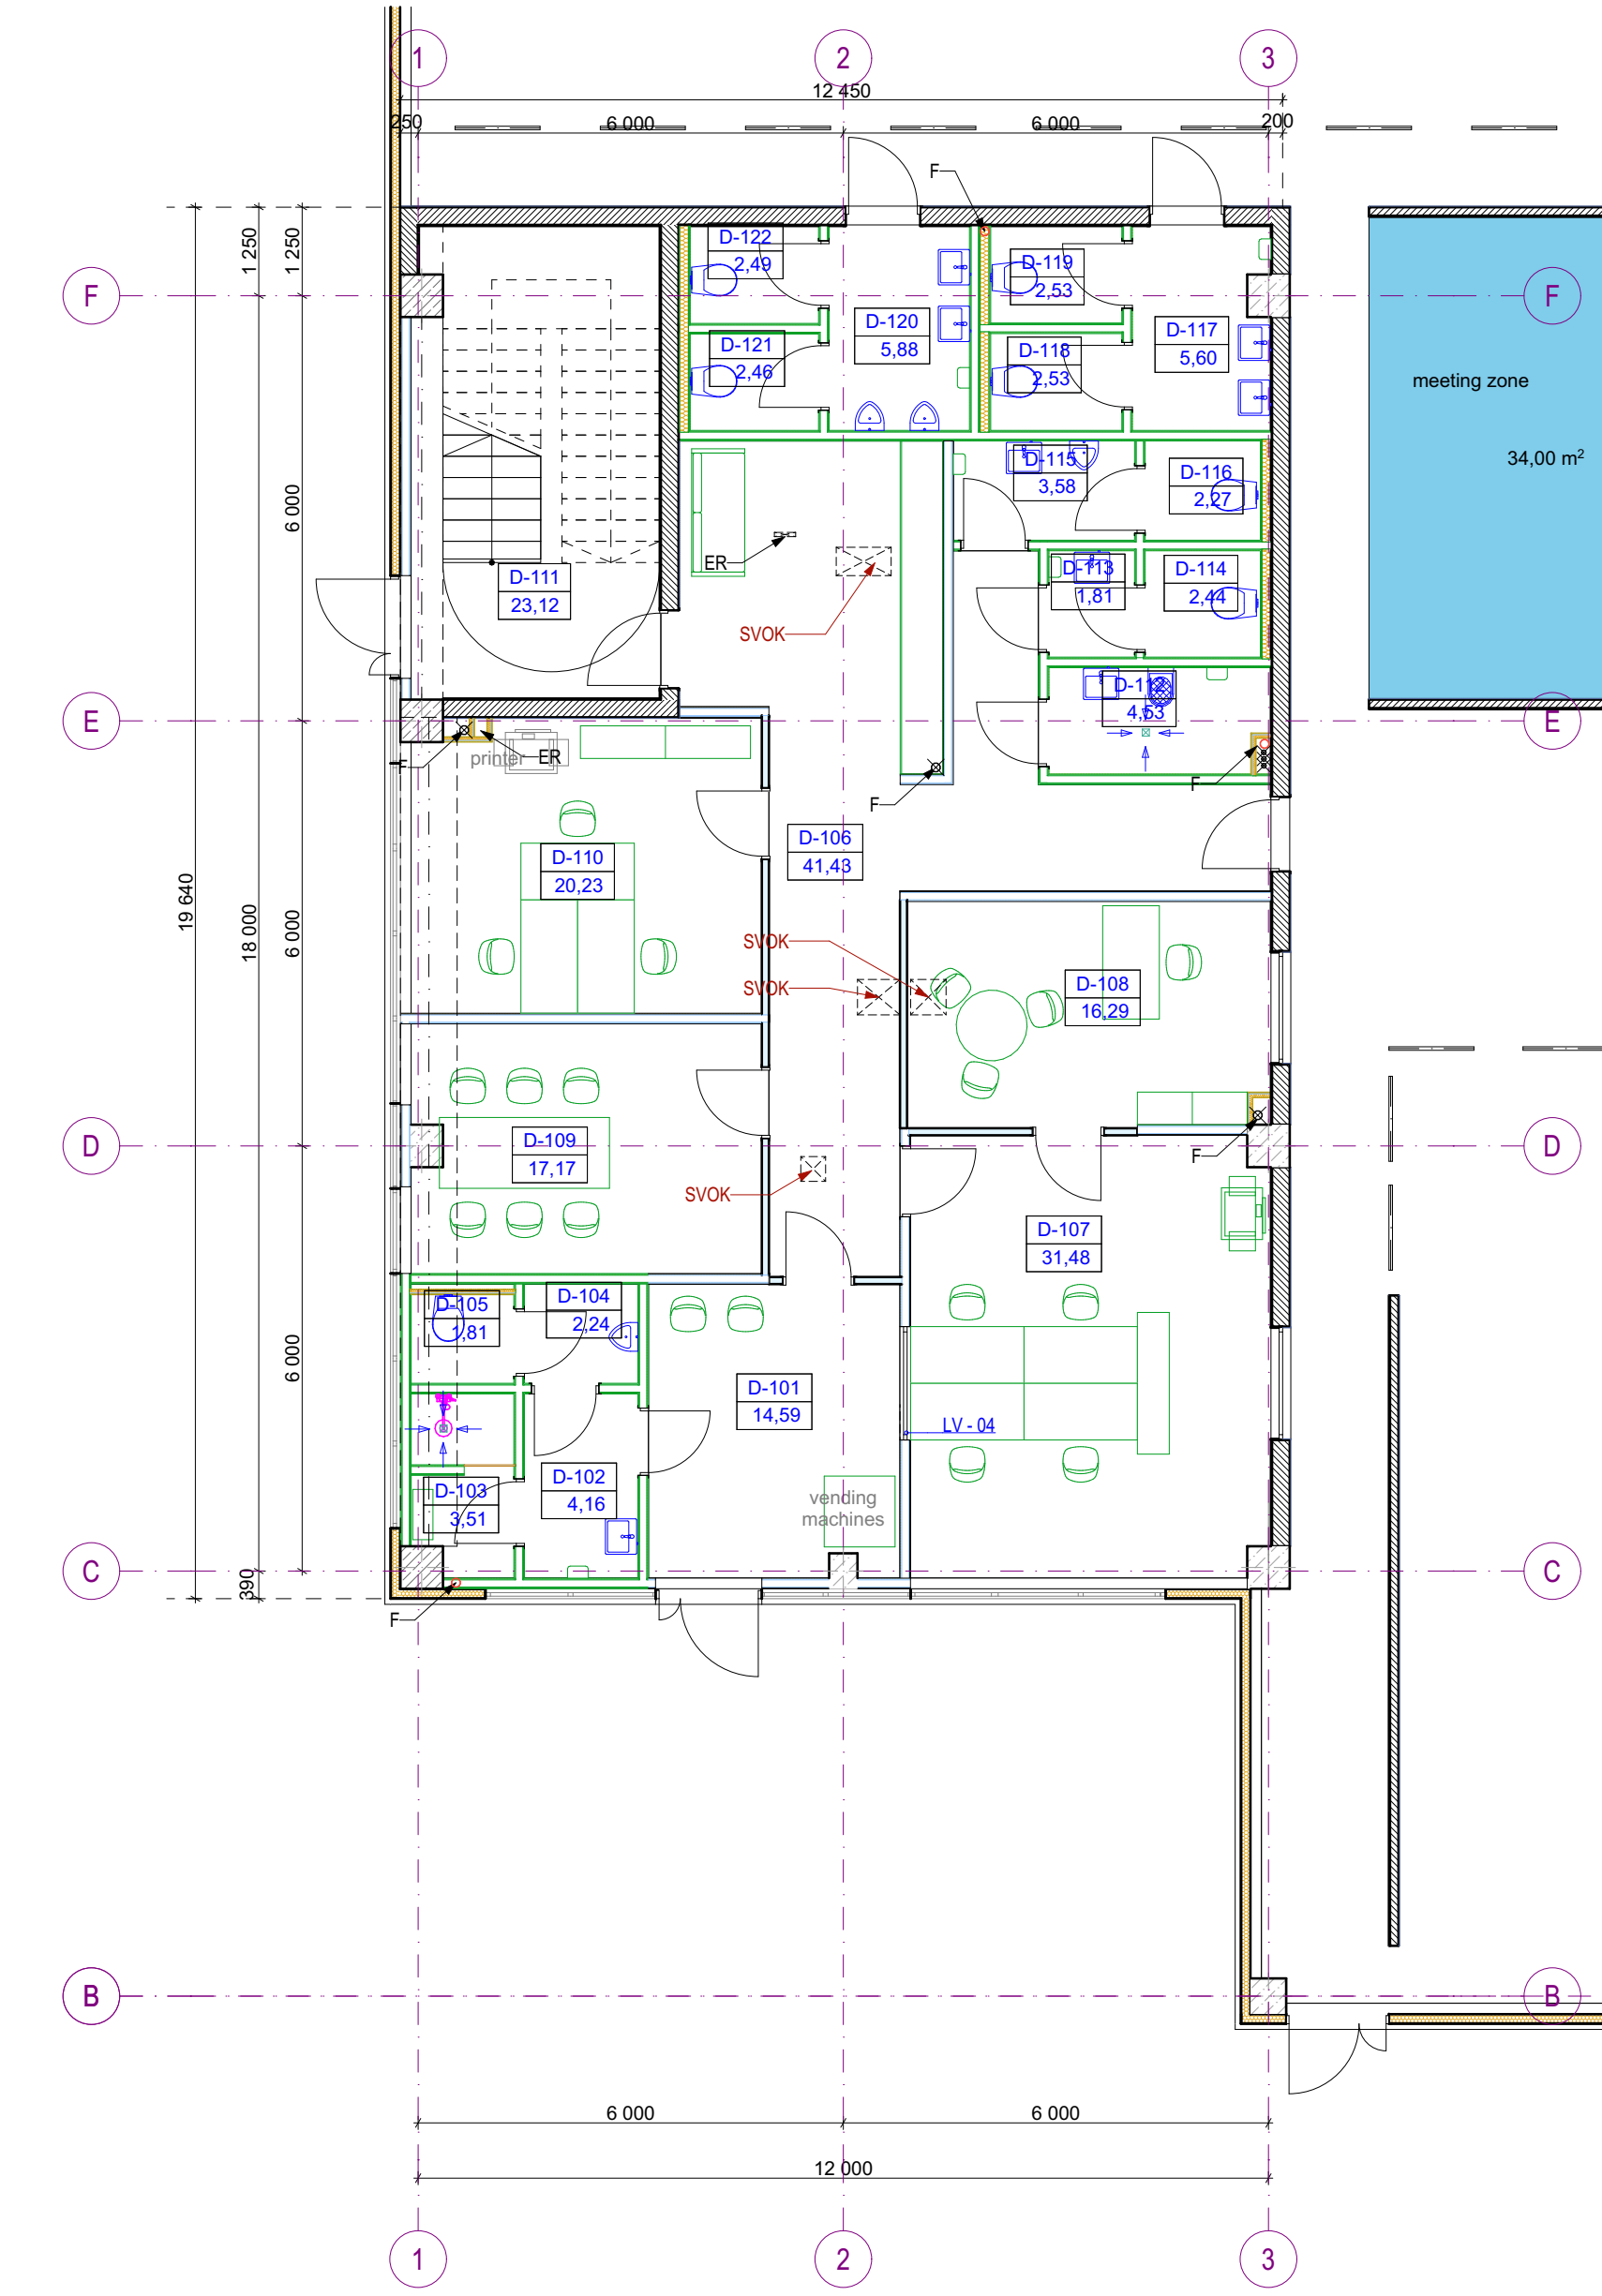 1
2
3
12 450
250
6 000
6 000
200
F
1 250
1 250
D-122
2,49
D-119
2,53
F
F
D-120
5,88
D-117
5,60
D-121
2,46
D-118
2,53
meeting zone
34,00 m²
D-115
3,58
D-116
2,27
6 000
ER
D-111
23,12
D-113
1,81
D-114
2,44
SVOK
D-112
4,53
E
E
printer
ER
F
F
F
D-106
41,43
D-110
20,23
19 640
18 000
6 000
SVOK
SVOK
D-108
16,29
D
D
D-109
17,17
F
SVOK
D-107
31,48
D-105
1,81
D-104
2,24
6 000
D-101
14,59
LV - 04
D-103
3,51
D-102
4,16
vending
machines
C
C
390
F
B
B
6 000
6 000
12 000
1
2
3